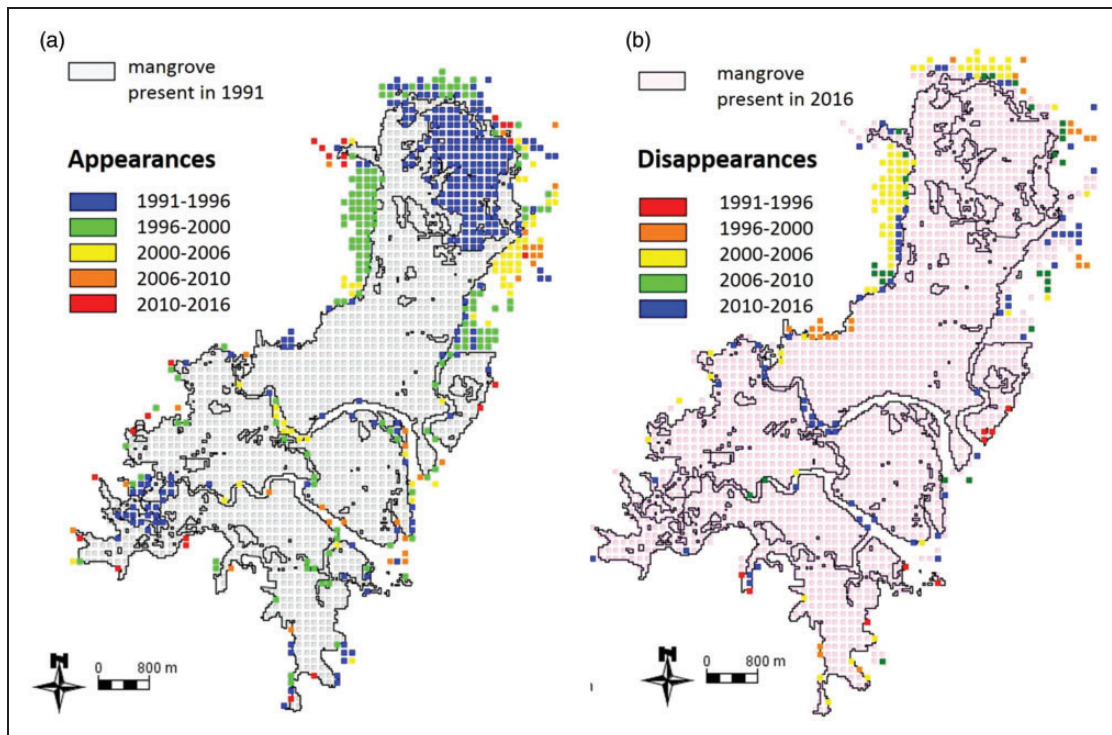 (a)
mangrove
present in 1991
Appearances
1991-1996
1996-2000
2000-2006
2006-2010
2010-2016
N
0 800 m
(b)
mangrove
present in 2016
Disappearances
1991-1996
1996-2000
2000-2006
2006-2010
2010-2016
N
0 800 m